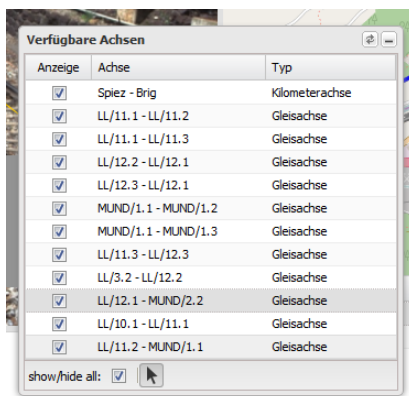 Verfügbare Achsen
Anzeige Achse Typ
Spiez - Brig Kilometerachse
LL/11.1 - LL/11.2 Gleisachse
LL/11.1 - LL/11.3 Gleisachse
LL/12.2 - LL/12.1 Gleisachse
LL/12.3 - LL/12.1 Gleisachse
MUND/1.1 - MUND/1.2 Gleisachse
MUND/1.1 - MUND/1.3 Gleisachse
LL/11.3 - LL/12.3 Gleisachse
LL/3.2 - LL/12.2 Gleisachse
LL/12.1 - MUND/2.2 Gleisachse
LL/10.1 - LL/11.1 Gleisachse
LL/11.2 - MUND/1.1 Gleisachse
show/hide all: